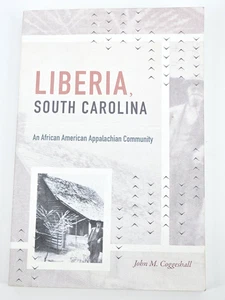 LIBERIA,
SOUTH CAROLINA
An African American Appalachian Community
John M. Coggeshall